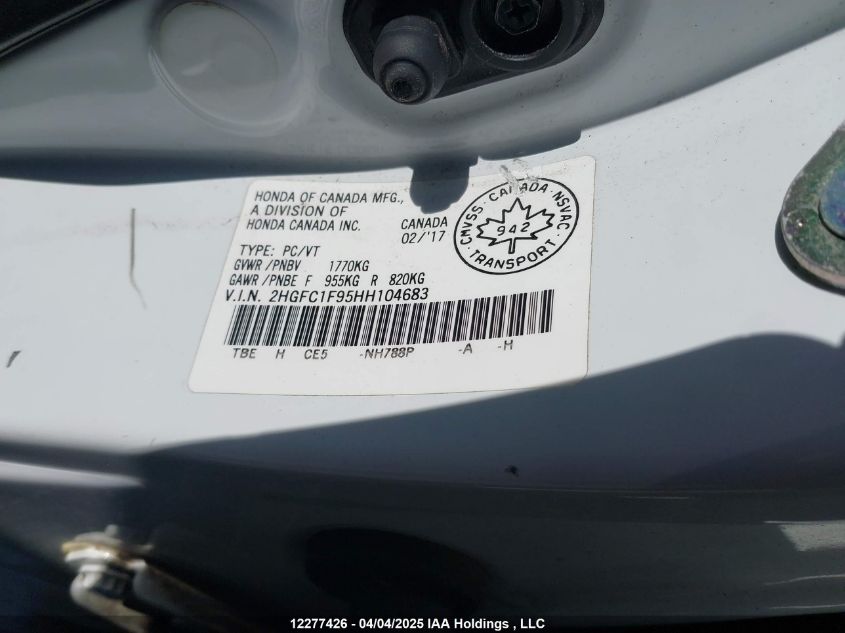 HONDA OF CANADA MFG.,
A DIVISION OF
HONDA CANADA INC.
CANADA
02/'17
CMVSS · CANADA · NSVAC · TRANSPORT
942
TYPE: PC/VT
GVWR/PNBV 1770KG
GAWR/PNBE F 955KG R 820KG
V.I.N. 2HGFC1F95HH104683
TBE H CE5 -NH788P -A -H
12277426 - 04/04/2025 IAA Holdings , LLC